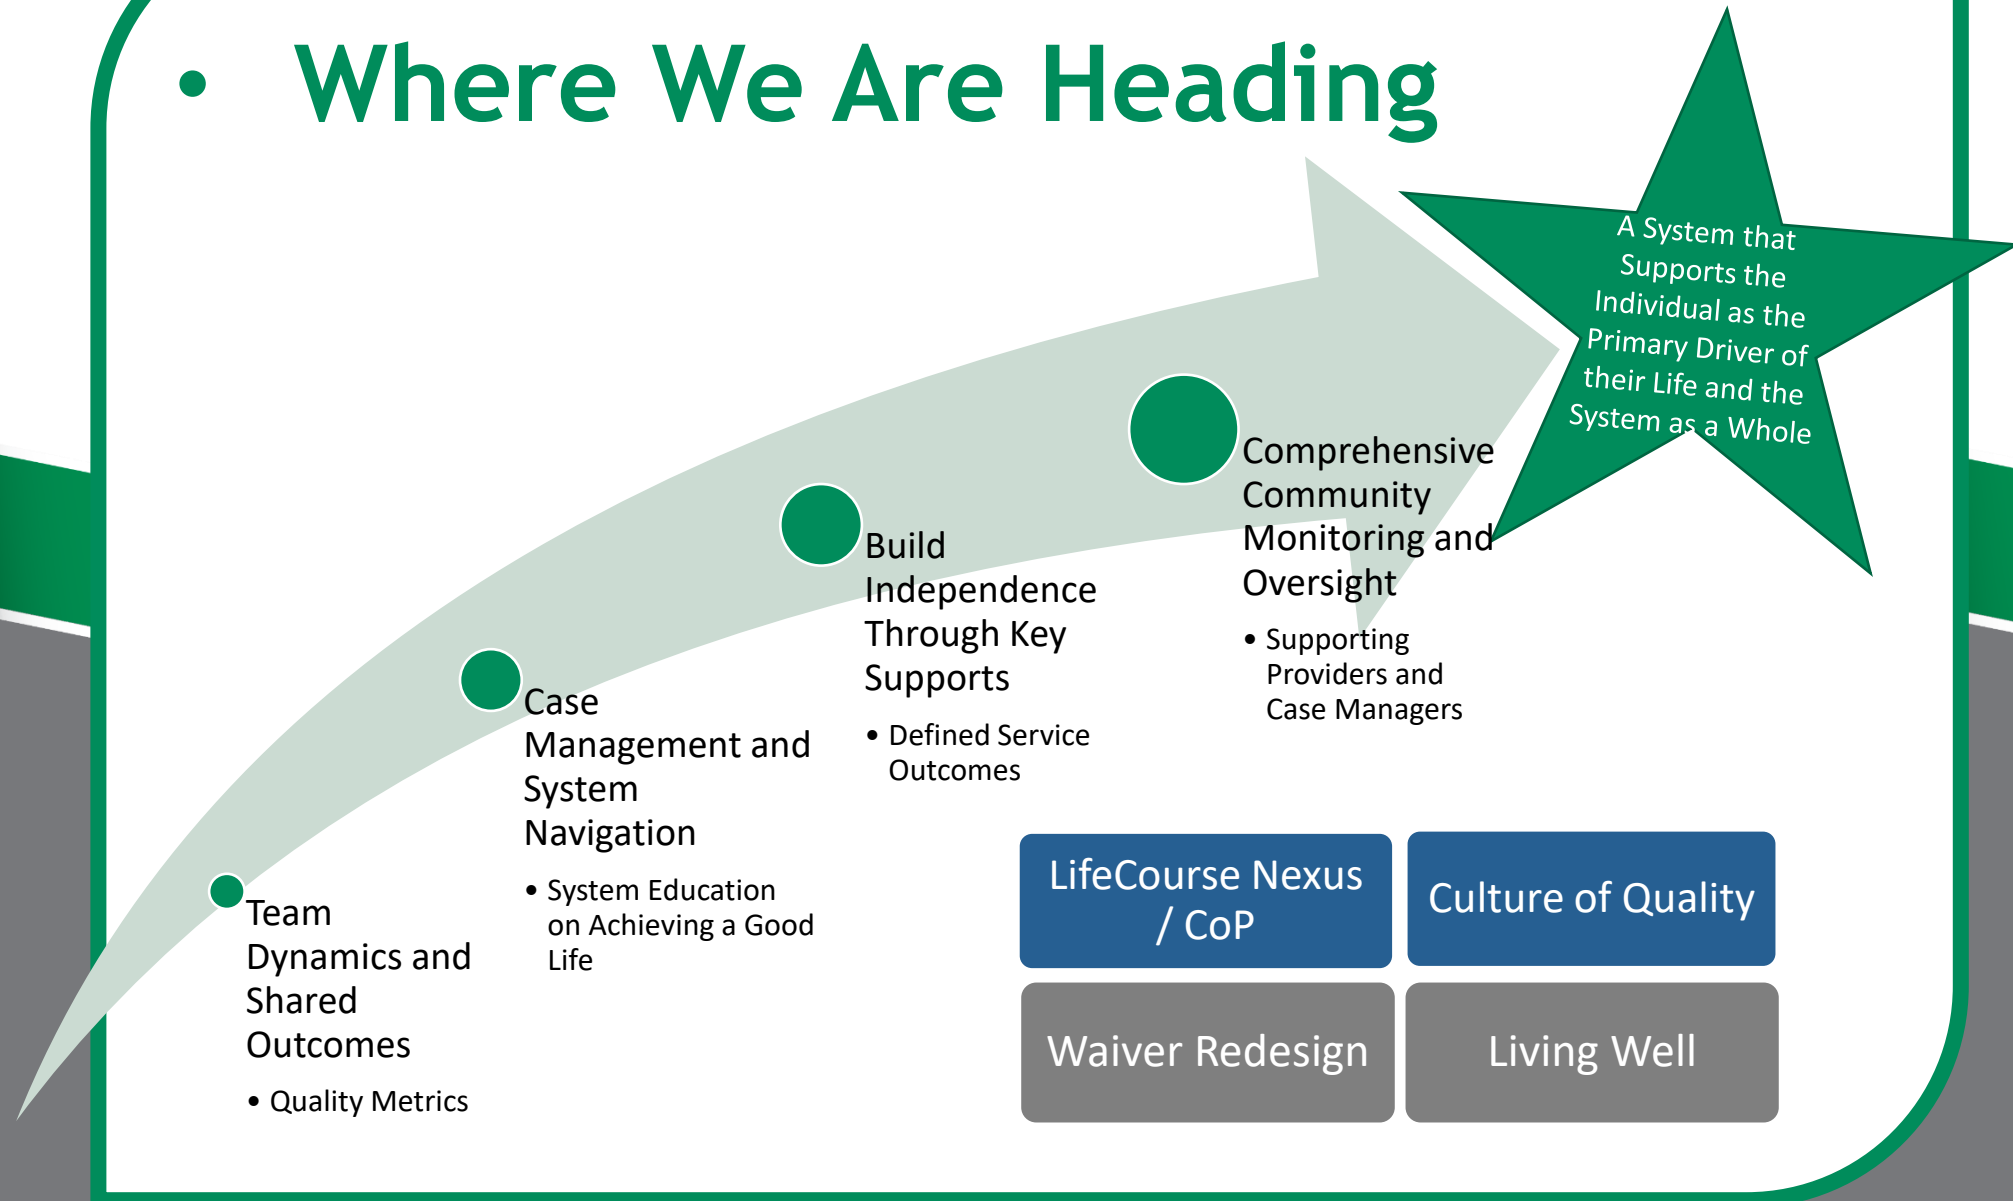 • Where We Are Heading
A System that
Supports the
Individual as the
Primary Driver of
their Life and the
System as a Whole
Comprehensive
Community
Monitoring and
Oversight
• Supporting
Providers and
Case Managers
Build
Independence
Through Key
Supports
• Defined Service
Outcomes
Case
Management and
System
Navigation
• System Education
on Achieving a Good
Life
Team
Dynamics and
Shared
Outcomes
• Quality Metrics
LifeCourse Nexus
/ CoP
Culture of Quality
Waiver Redesign
Living Well